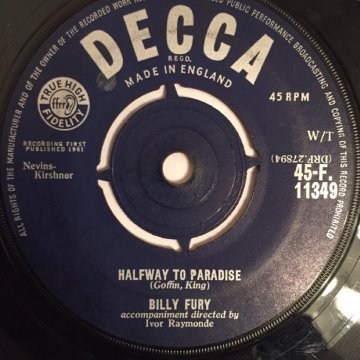 ALL RIGHTS OF THE MANUFACTURER AND OF THE OWNER OF THE RECORDED WORK RESERVED PUBLIC PERFORMANCE BROADCASTING AND COPYING OF THIS RECORD PROHIBITED
DECCA
REGD.
MADE IN ENGLAND
TRUE HIGH
ffrr
FIDELITY
45 RPM
W/T
RECORDING FIRST
PUBLISHED 1961
(DRF.27894)
Nevins-
Kirshner
45-F.
11349
HALFWAY TO PARADISE
(Goffin, King)
BILLY FURY
accompaniment directed by
Ivor Raymonde